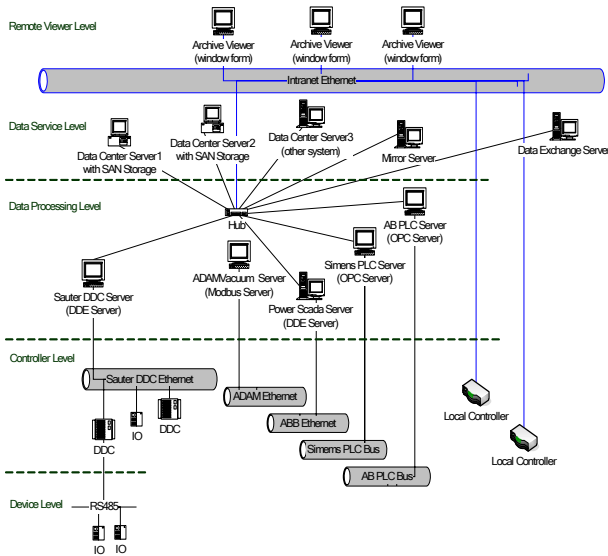 Remote Viewer Level
Archive Viewer
(window form)
Archive Viewer
(window form)
Archive Viewer
(window form)
Intranet Ethernet
Data Service Level
Data Center Server1
with SAN Storage
Data Center Server2
with SAN Storage
Data Center Server3
(other system)
Mirror Server
Data Exchange Server
Data Processing Level
Hub
AB PLC Server
(OPC Server)
Simens PLC Server
(OPC Server)
Sauter DDC Server
(DDE Server)
ADAMVacuum Server
(Modbus Server)
Power Scada Server
(DDE Server)
Controller Level
Sauter DDC Ethernet
ADAM Ethernet
DDC
IO
DDC
ABB Ethernet
Local Controller
Simems PLC Bus
Local Controller
AB PLC Bus
Device Level
RS485
IO
IO